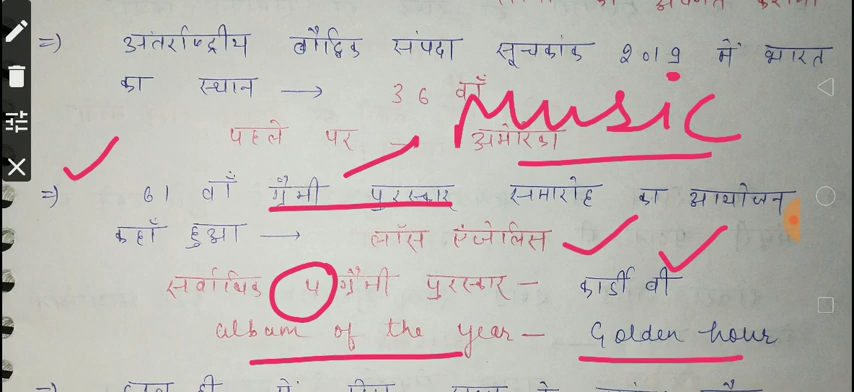 =) अंतर्राष्ट्रीय बौद्धिक संपदा सूचकांक 2019 में भारत
का स्थान → 36 वाँ
Music
पहले पर - अमेरिका
=) 61 वाँ ग्रैमी पुरस्कार समारोह का आयोजन
कहाँ हुआ → लॉस एंजेलिस
सर्वाधिक ५ ग्रैमी पुरस्कार - कार्डी बी
album of the year - Golden hour